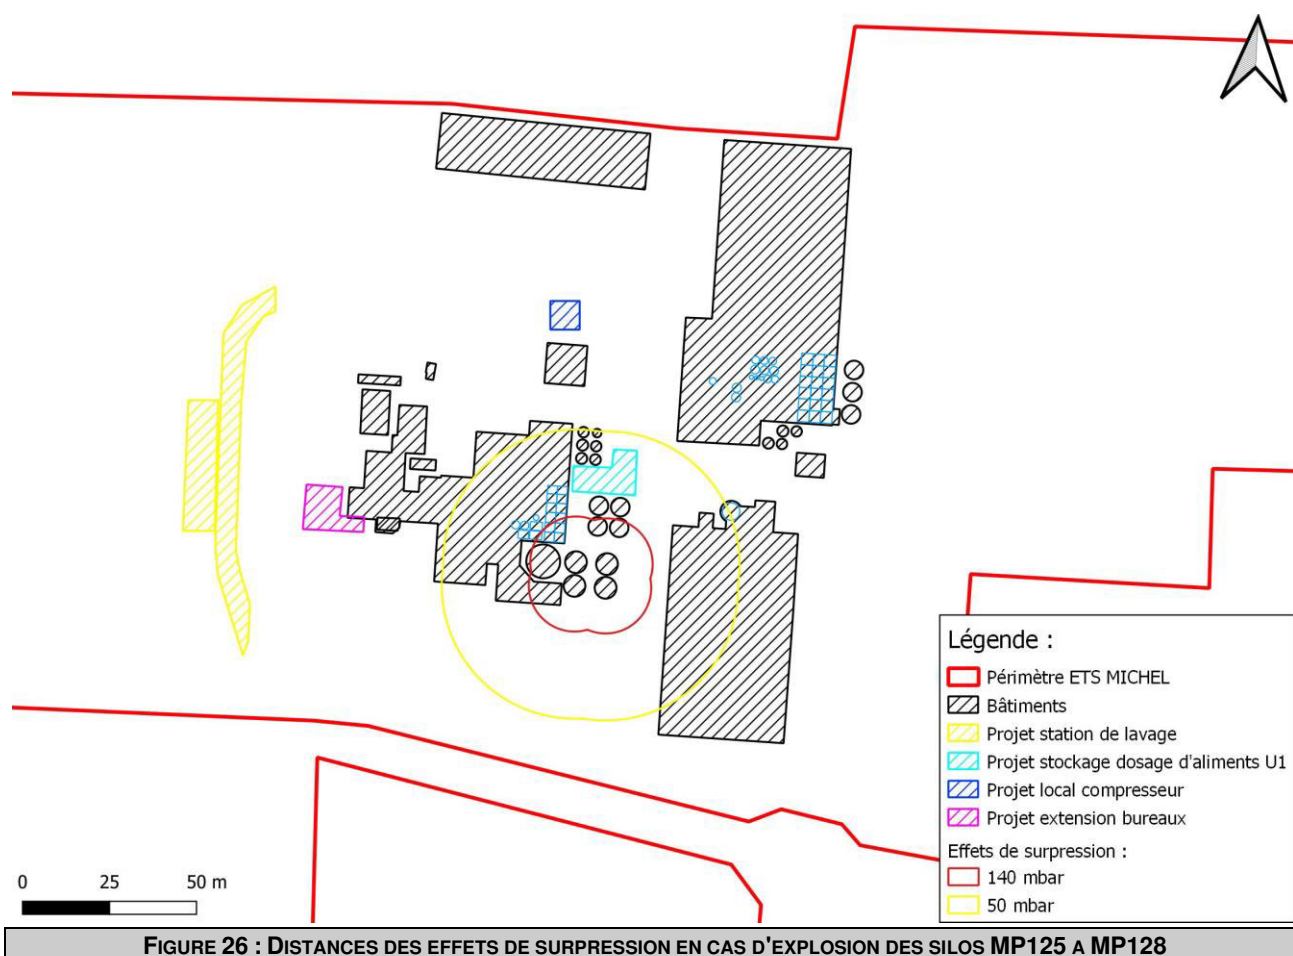 Légende :
Périmètre ETS MICHEL
Bâtiments
Projet station de lavage
Projet stockage dosage d'aliments U1
Projet local compresseur
Projet extension bureaux
Effets de surpression :
140 mbar
50 mbar
0 25 50 m
FIGURE 26 : DISTANCES DES EFFETS DE SURPRESSION EN CAS D'EXPLOSION DES SILOS MP125 A MP128